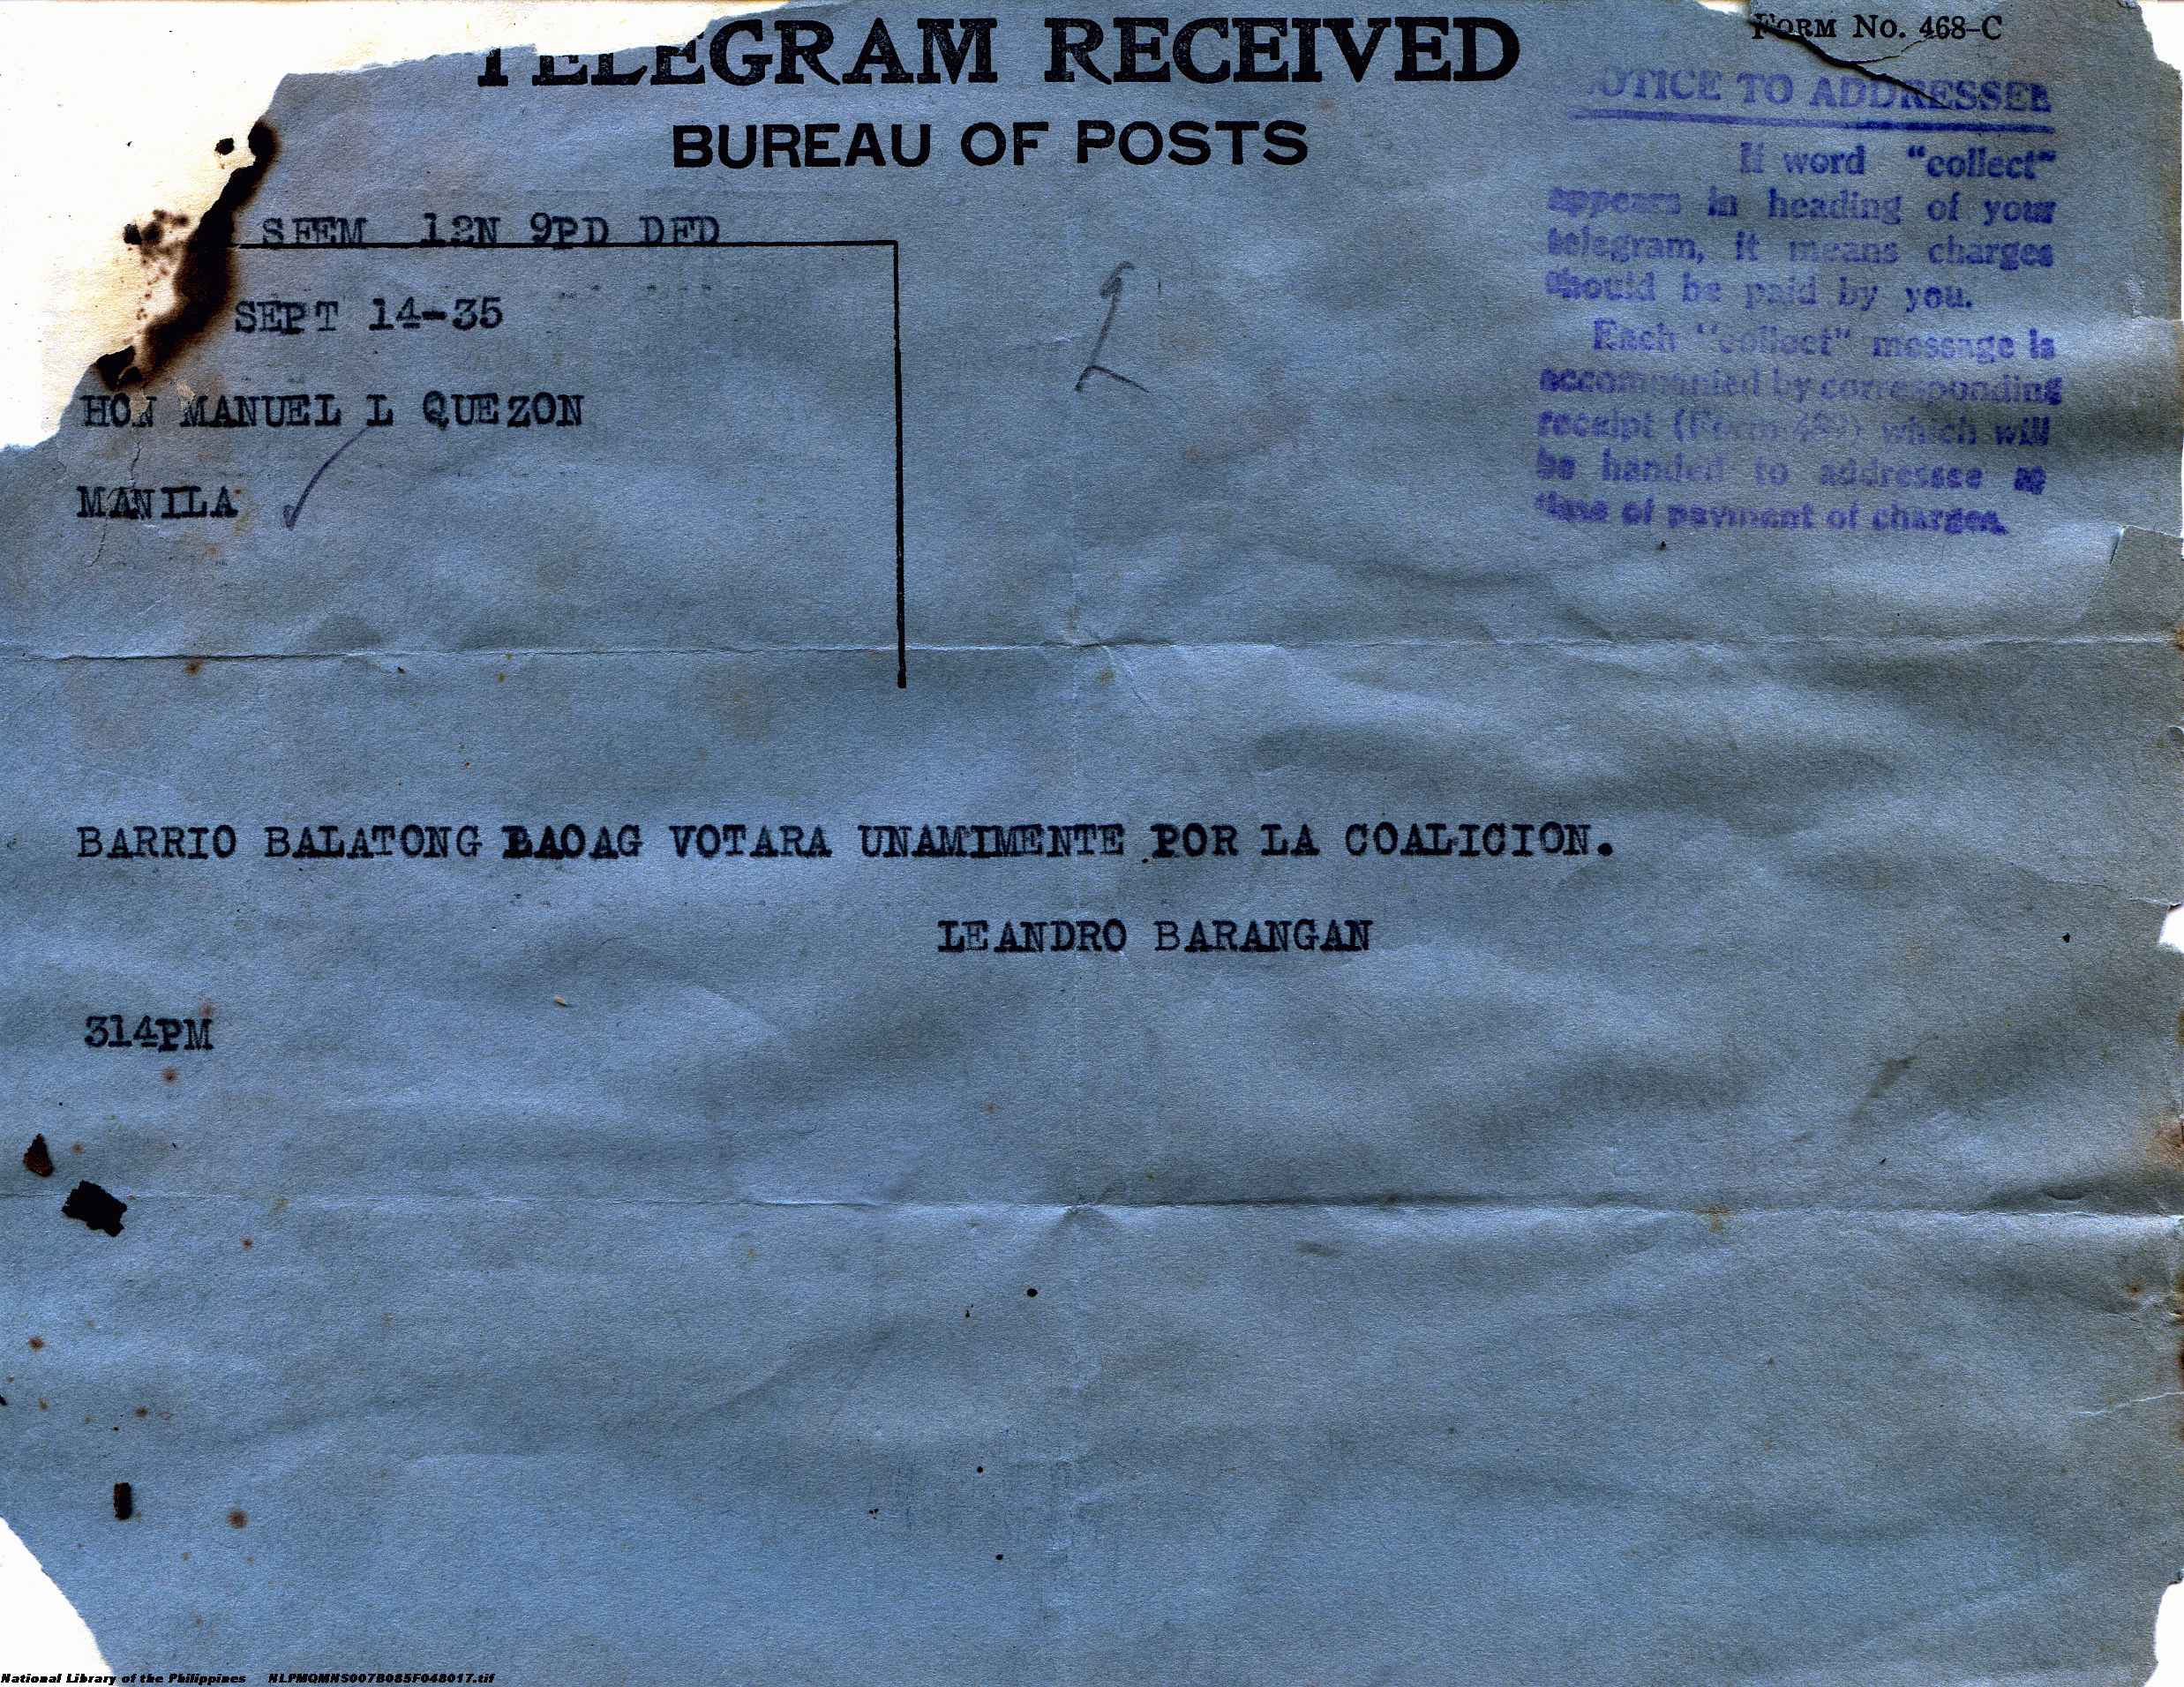 TELEGRAM RECEIVED
FORM NO. 468-C
BUREAU OF POSTS
NOTICE TO ADDRESSEE
If word "collect"
appears in heading of your
telegram, it means charges
should be paid by you.
Each "collect" message is
accompanied by corresponding
receipt (Form which will
be handed to addressee
time of payment of charges.
12N 9PD DFD
SEPT 14-35
2
HON MANUEL L QUEZON
MANILA
BARRIO BALATONG LAOAG VOTARA UNAMIMENTE POR LA COALICION.
LEANDRO BARANGAN
314PM
National Library of the Philippines NLPMQMNS007B085F048017.tif